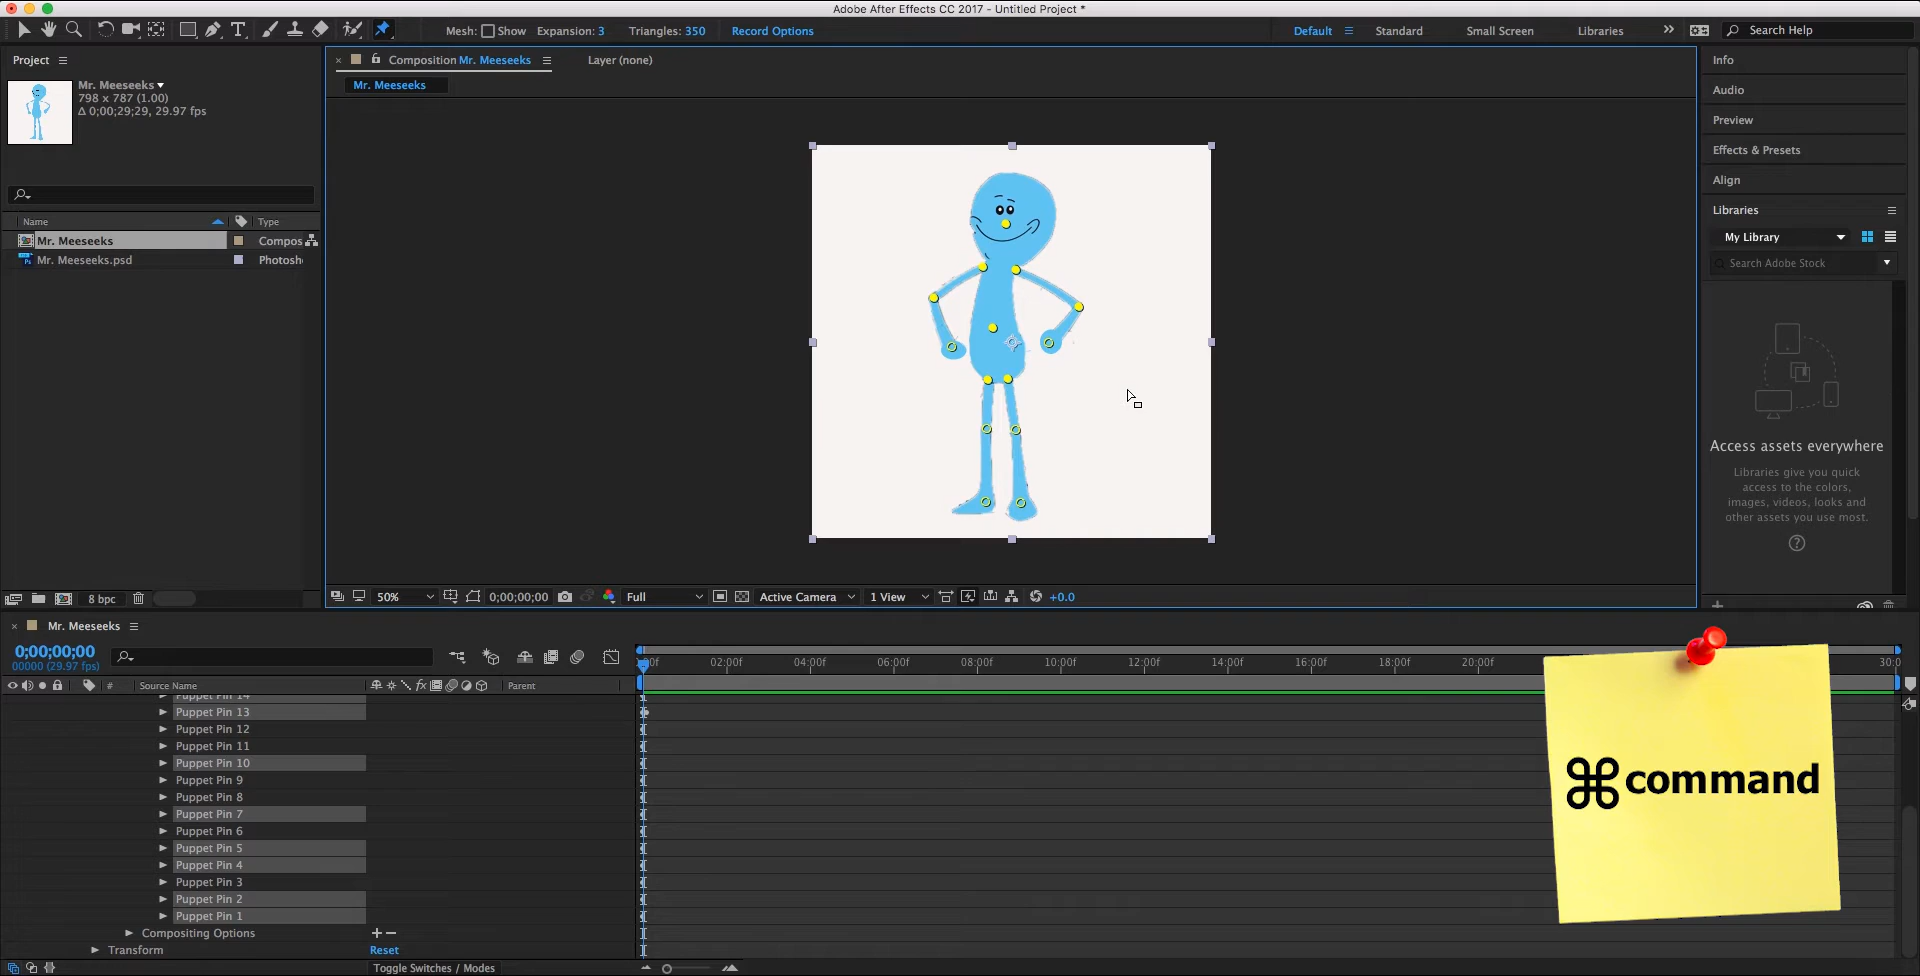 Adobe After Effects CC 2017 - Untitled Project *
Mesh: Show Expansion: 3 Triangles: 350 Record Options
Default Standard Small Screen Libraries Search Help
Project
Mr. Meeseeks
798 x 787 (1.00)
Δ 0;00;29;29, 29.97 fps
Name Type
Mr. Meeseeks Compos
Mr. Meeseeks.psd Photosh
8 bpc
Composition Mr. Meeseeks Layer (none)
Mr. Meeseeks
50% 0;00;00;00 Full Active Camera 1 View +0.0
Info
Audio
Preview
Effects & Presets
Align
Libraries
My Library
Search Adobe Stock
Access assets everywhere
Libraries give you quick
access to the colors,
images, videos, looks and
other assets you use most.
Mr. Meeseeks
0;00;00;00
00000 (29.97 fps)
# Source Name Parent
:00f 02:00f 04:00f 06:00f 08:00f 10:00f 12:00f 14:00f 16:00f 18:00f 20:00f 30:0
Puppet Pin 14
Puppet Pin 13
Puppet Pin 12
Puppet Pin 11
Puppet Pin 10
Puppet Pin 9
Puppet Pin 8
Puppet Pin 7
Puppet Pin 6
Puppet Pin 5
Puppet Pin 4
Puppet Pin 3
Puppet Pin 2
Puppet Pin 1
Compositing Options
Transform Reset
Toggle Switches / Modes
⌘ command